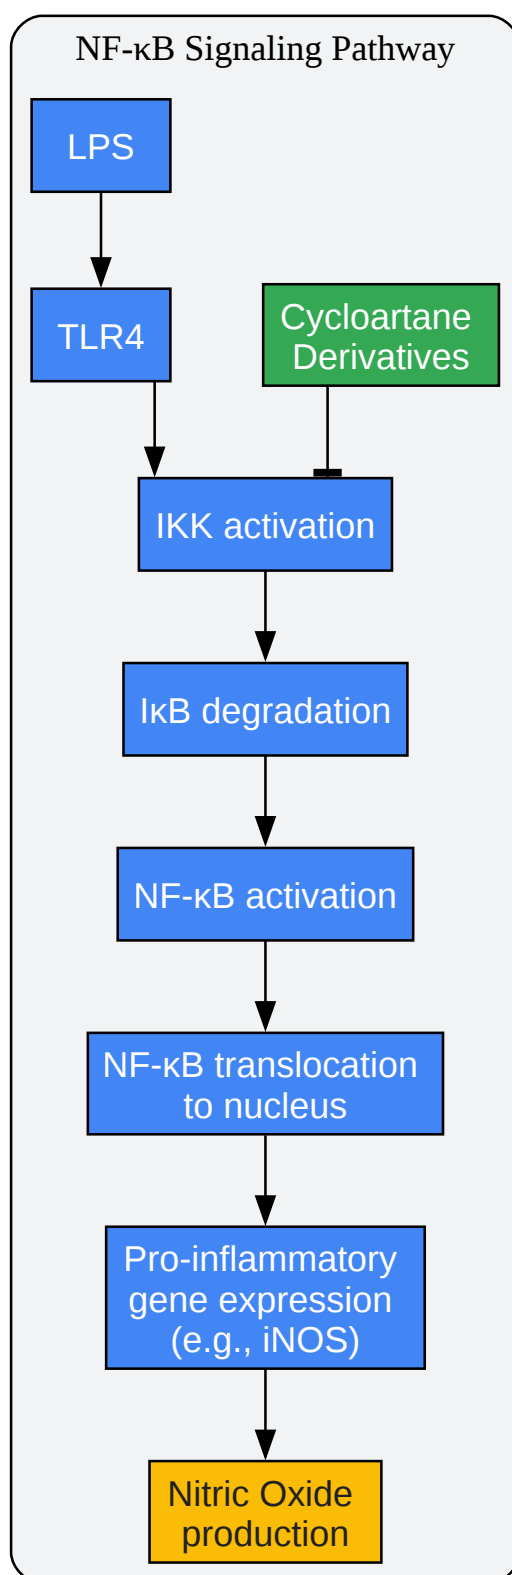 NF-κB Signaling Pathway
LPS
TLR4
Cycloartane
Derivatives
IKK activation
IκB degradation
NF-κB activation
NF-κB translocation
to nucleus
Pro-inflammatory
gene expression
(e.g., iNOS)
Nitric Oxide
production